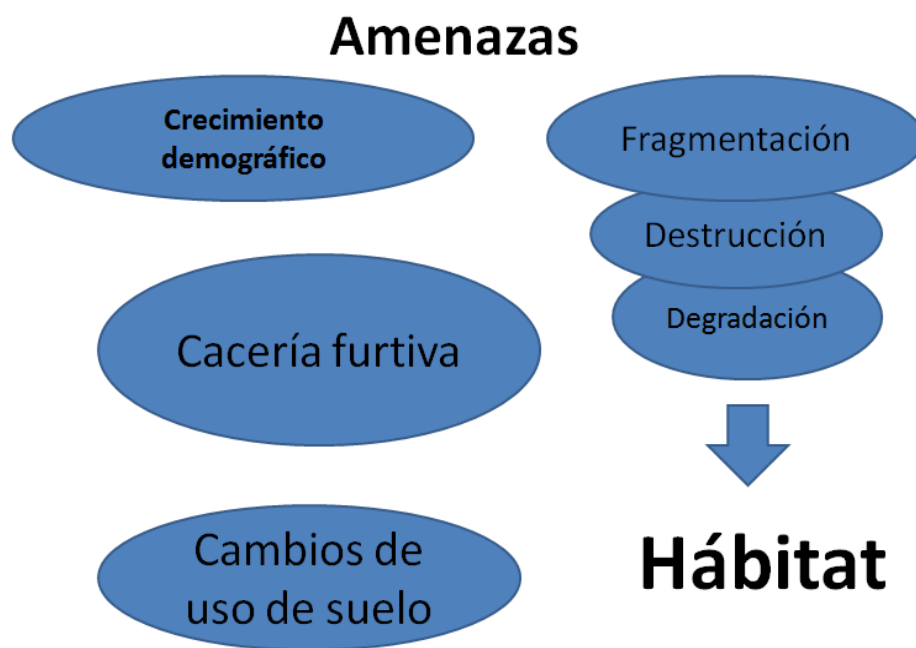 Amenazas
Crecimiento
demográfico
Cacería furtiva
Cambios de
uso de suelo
Fragmentación
Destrucción
Degradación
Hábitat